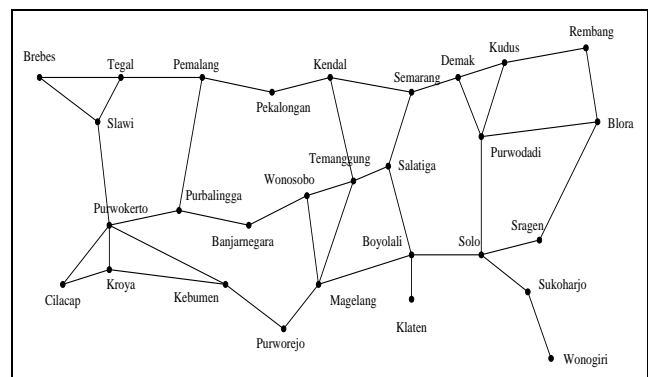 Rembang
Kudus
Brebes
Tegal
Pemalang
Kendal
Demak
Semarang
Pekalongan
Slawi
Blora
Purwodadi
Temanggung
Salatiga
Wonosobo
Purbalingga
Purwokerto
Sragen
Banjarnegara
Boyolali
Solo
Sukoharjo
Cilacap
Kroya
Kebumen
Magelang
Klaten
Purworejo
Wonogiri